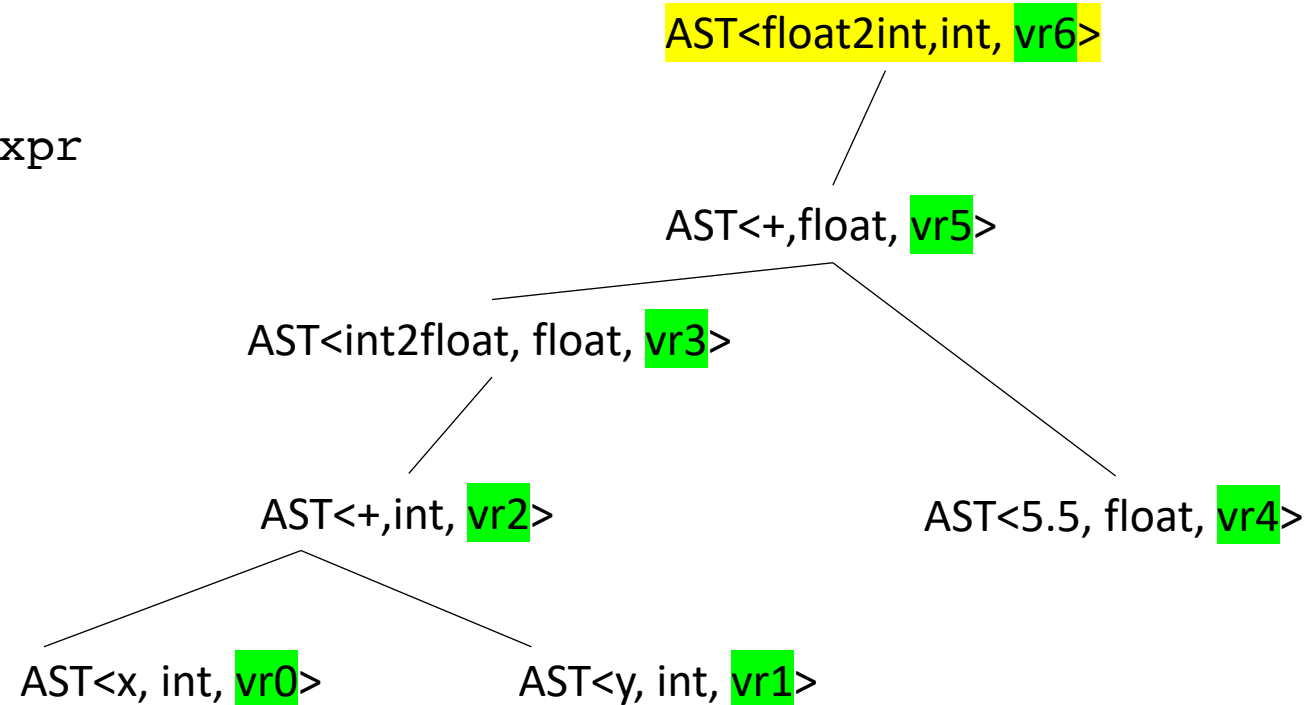 AST<float2int,int, vr6>
xpr
AST<+,float, vr5>
AST<int2float, float, vr3>
AST<+,int, vr2>
AST<5.5, float, vr4>
AST<x, int, vr0>
AST<y, int, vr1>